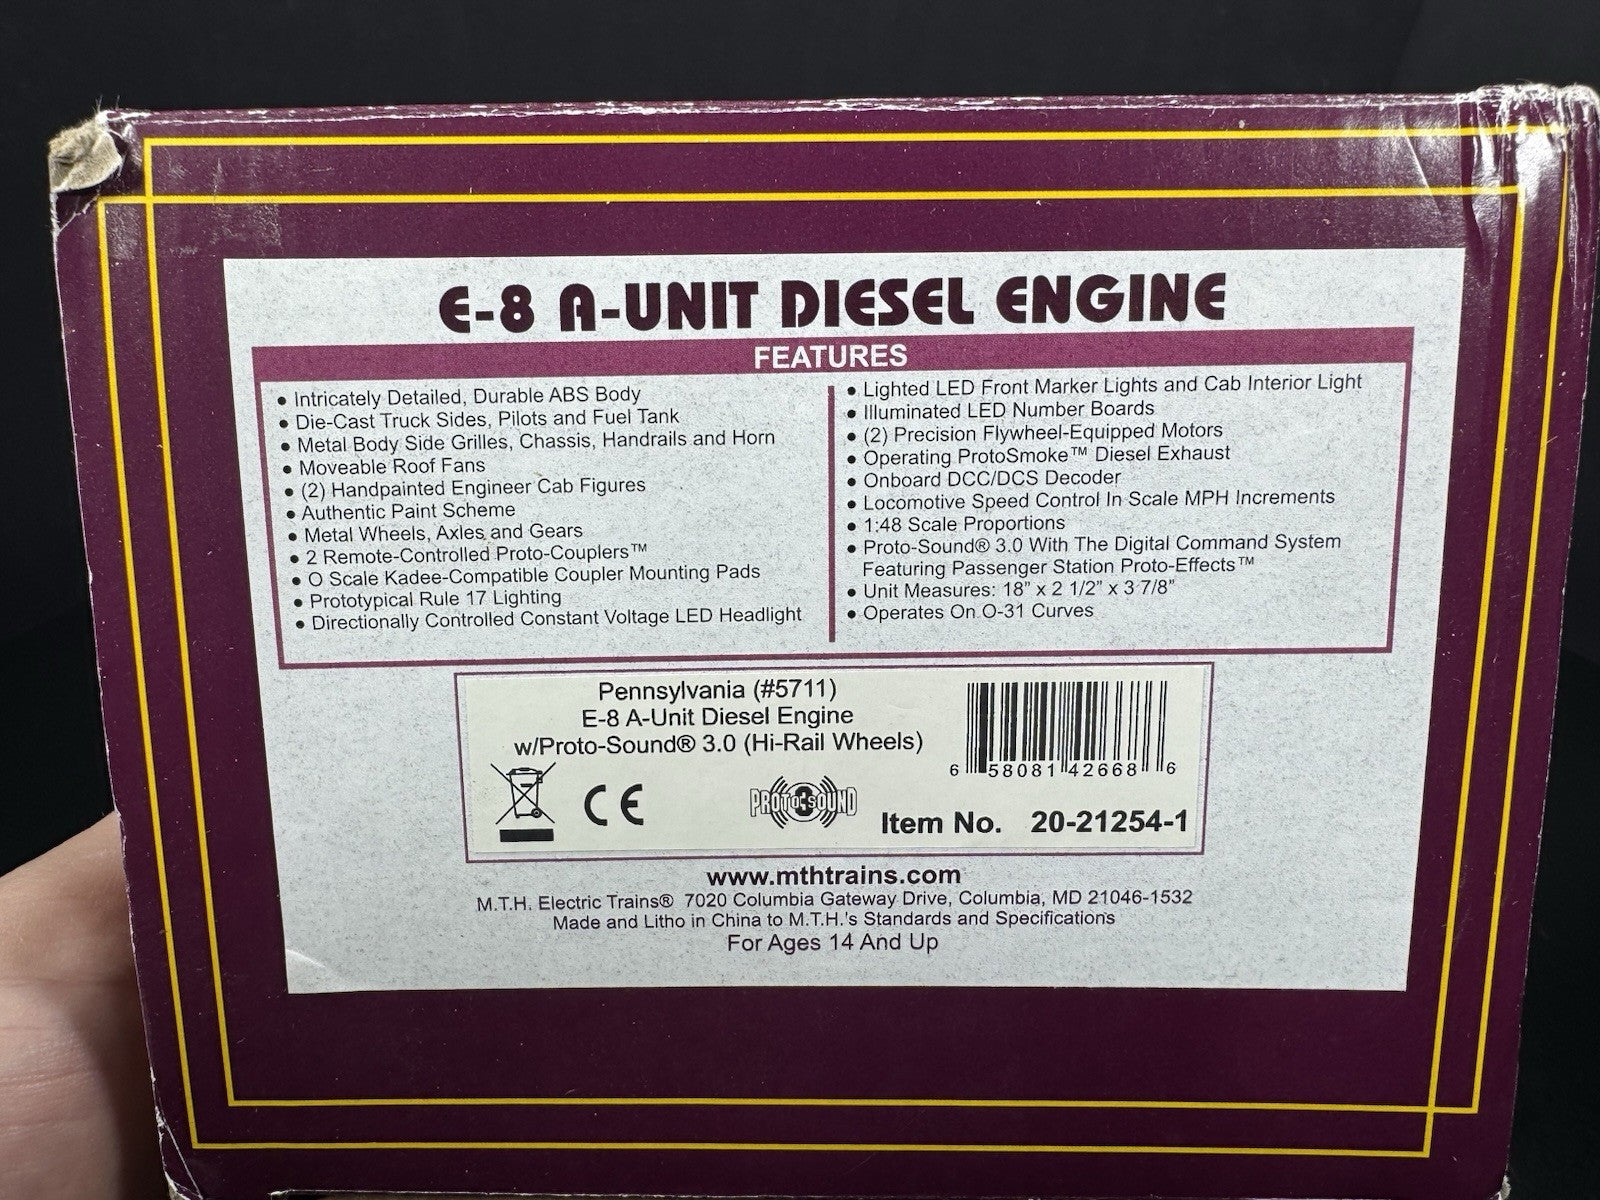 E-8 A-UNIT DIESEL ENGINE
FEATURES
• Intricately Detailed, Durable ABS Body
• Die-Cast Truck Sides, Pilots and Fuel Tank
• Metal Body Side Grilles, Chassis, Handrails and Horn
• Moveable Roof Fans
• (2) Handpainted Engineer Cab Figures
• Authentic Paint Scheme
• Metal Wheels, Axles and Gears
• 2 Remote-Controlled Proto-Couplers™
• O Scale Kadee-Compatible Coupler Mounting Pads
• Prototypical Rule 17 Lighting
• Directionally Controlled Constant Voltage LED Headlight
• Lighted LED Front Marker Lights and Cab Interior Light
• Illuminated LED Number Boards
• (2) Precision Flywheel-Equipped Motors
• Operating ProtoSmoke™ Diesel Exhaust
• Onboard DCC/DCS Decoder
• Locomotive Speed Control In Scale MPH Increments
• 1:48 Scale Proportions
• Proto-Sound® 3.0 With The Digital Command System
Featuring Passenger Station Proto-Effects™
• Unit Measures: 18” x 2 1/2” x 3 7/8”
• Operates On O-31 Curves
Pennsylvania (#5711)
E-8 A-Unit Diesel Engine
w/Proto-Sound® 3.0 (Hi-Rail Wheels)
6 58081 42668 6
CE
PROTO-SOUND
3
Item No. 20-21254-1
www.mthtrains.com
M.T.H. Electric Trains® 7020 Columbia Gateway Drive, Columbia, MD 21046-1532
Made and Litho in China to M.T.H.'s Standards and Specifications
For Ages 14 And Up